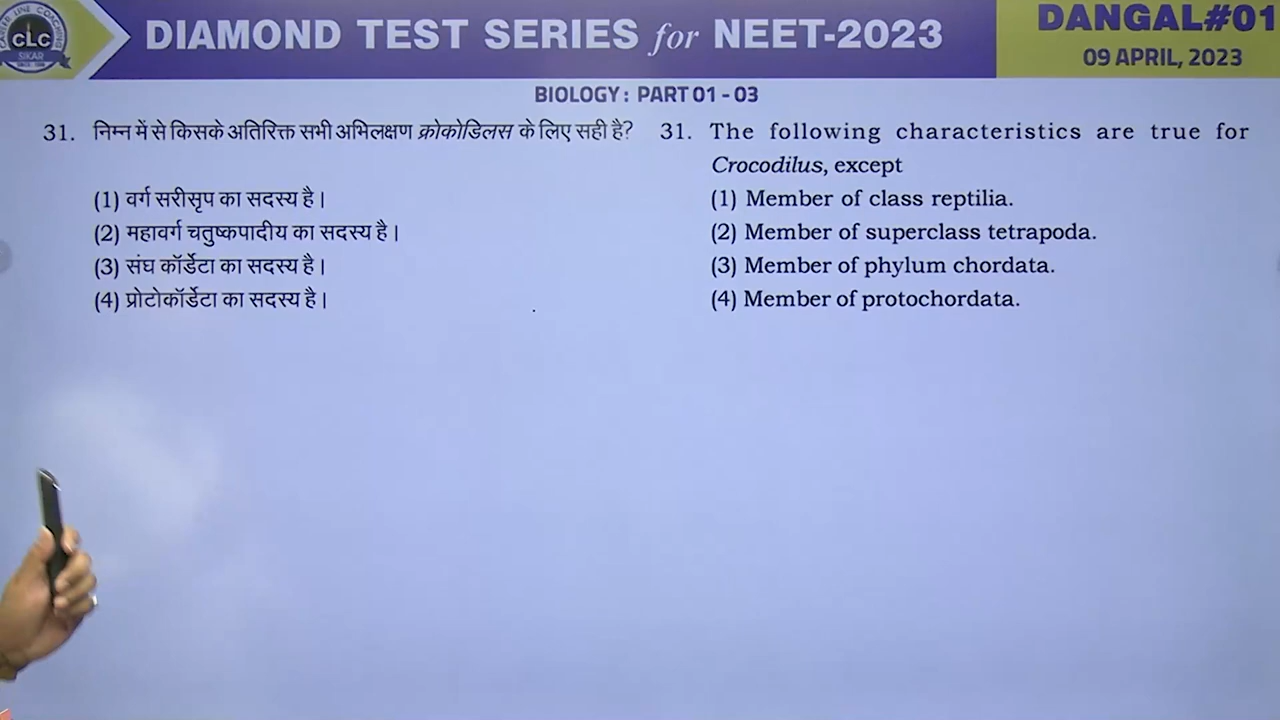 CLC
SIKAR
DIAMOND TEST SERIES for NEET-2023
DANGAL#01
09 APRIL, 2023
BIOLOGY : PART 01 - 03
31. निम्न में से किसके अतिरिक्त सभी अभिलक्षण क्रोकोडिलस के लिए सही है?
(1) वर्ग सरीसृप का सदस्य है।
(2) महावर्ग चतुष्कपादीय का सदस्य है।
(3) संघ कॉर्डेटा का सदस्य है।
(4) प्रोटोकॉर्डेटा का सदस्य है।
31. The following characteristics are true for
Crocodilus, except
(1) Member of class reptilia.
(2) Member of superclass tetrapoda.
(3) Member of phylum chordata.
(4) Member of protochordata.